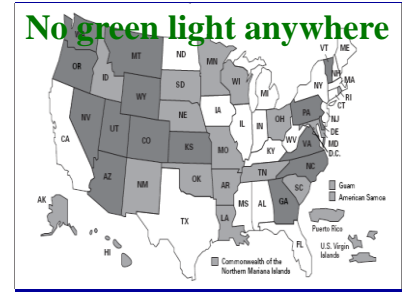 No green light anywhere
MT
ND
MN
VT
ME
OR
ID
SD
WI
NH
MA
WY
MI
NY
RI
CT
NV
NE
IA
PA
NJ
UT
CO
IL
IN
OH
DE
CA
KS
MO
WV
VA
MD
D.C.
KY
AZ
NM
OK
AR
TN
NC
SC
Guam
American Samoa
AK
TX
LA
MS
AL
GA
Puerto Rico
HI
FL
U.S. Virgin
Islands
Commonwealth of the
Northern Mariana Islands